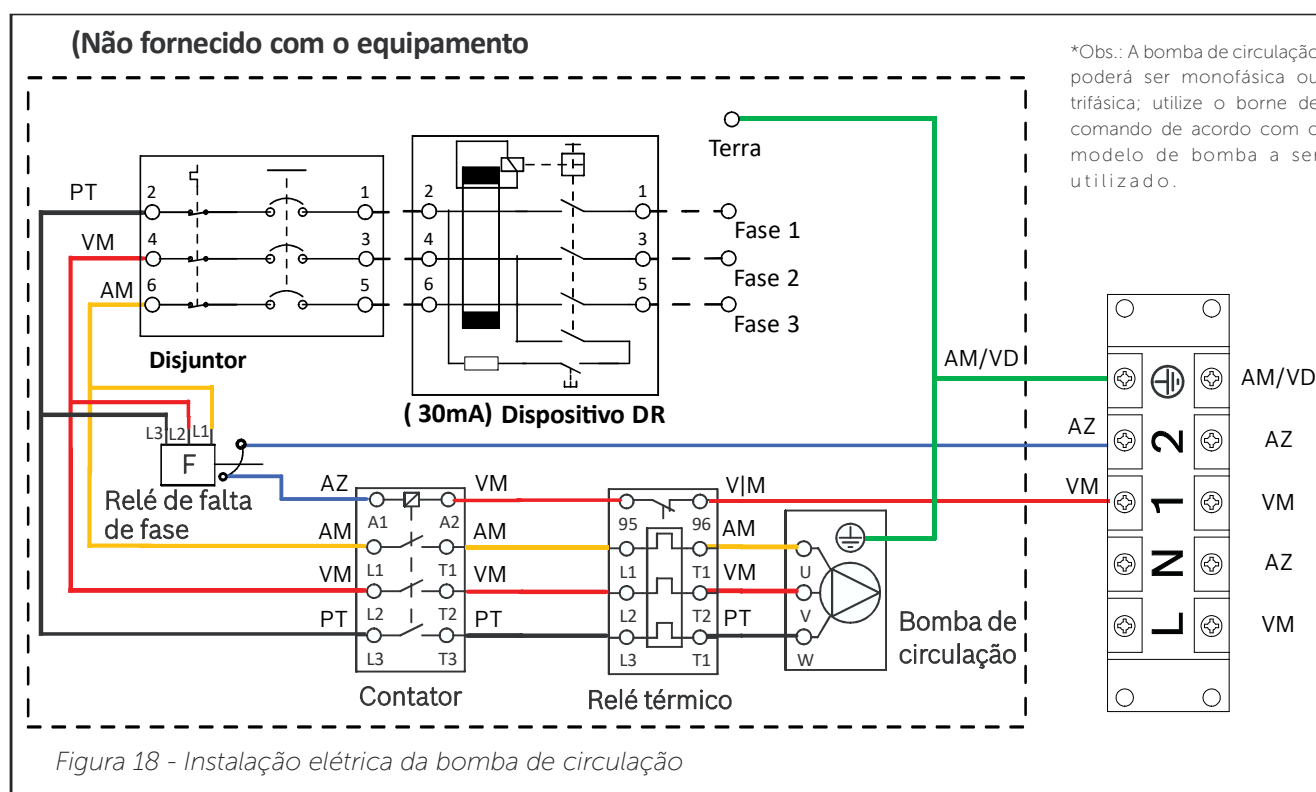 (Não fornecido com o equipamento
*Obs.: A bomba de circulação
poderá ser monofásica ou
trifásica; utilize o borne de
comando de acordo com o
modelo de bomba a ser
utilizado.
Terra
PT
2
1
2
1
Fase 1
VM
4
3
4
3
Fase 2
AM
6
5
6
5
Fase 3
Disjuntor
( 30mA) Dispositivo DR
AM/VD
AM/VD
L3
L2
L1
F
Relé de falta
de fase
AZ
2
AZ
AZ
VM
V|M
VM
1
VM
A1
A2
95
96
AM
AM
AM
L1
T1
L1
T1
U
N
AZ
VM
VM
VM
L2
T2
L2
T2
V
L
VM
PT
PT
PT
L3
T3
L3
T1
W
Bomba de
circulação
Contator
Relé térmico
Figura 18 - Instalação elétrica da bomba de circulação